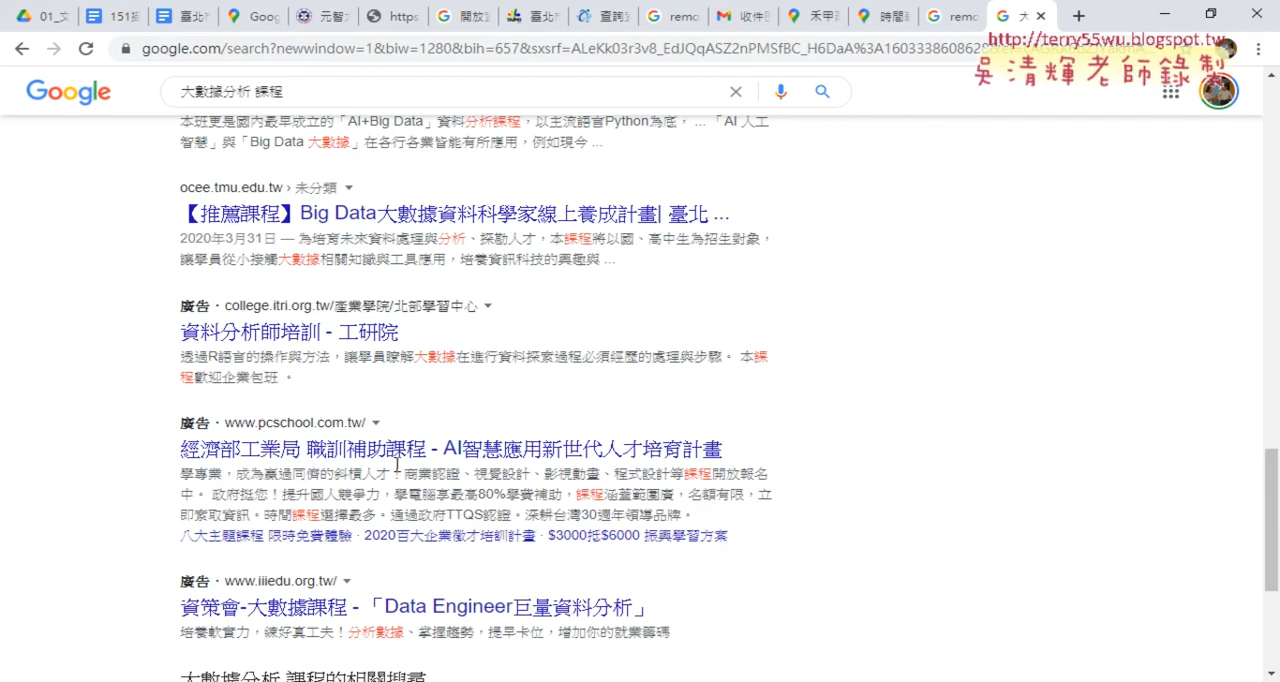 01_文
151
臺北
Goog
元智
https
開放
臺北
查詢
remo
收件
禾甲
時間
remo
大
google.com/search?newwindow=1&biw=1280&bih=657&sxsrf=ALeKk03r3v8_EdJQqASZ2nPMSfBC_H6DaA%3A160333860862
http://terry55wu.blogspot.tw
吳清輝老師錄製
Google
大數據分析 課程
本班更是國內最早成立的「AI+Big Data」資料分析課程，以主流語言Python為底， ... 「AI 人工
智慧」與「Big Data 大數據」在各行各業皆能有所應用，例如現今 ...
ocee.tmu.edu.tw › 未分類
【推薦課程】Big Data大數據資料科學家線上養成計畫| 臺北 ...
2020年3月31日 — 為培育未來資料處理與分析、探勘人才，本課程將以國、高中生為招生對象，
讓學員從小接觸大數據相關知識與工具應用，培養資訊科技的興趣與 ...
廣告 · college.itri.org.tw/產業學院/北部學習中心
資料分析師培訓 - 工研院
透過R語言的操作與方法，讓學員瞭解大數據在進行資料探索過程必須經歷的處理與步驟。 本課
程歡迎企業包班 。
廣告 · www.pcschool.com.tw/
經濟部工業局 職訓補助課程 - AI智慧應用新世代人才培育計畫
學專業，成為贏過同儕的斜槓人才！商業認證、視覺設計、影視動畫、程式設計等課程開放報名
中。 政府挺您！提升國人競爭力，學電腦享最高80%學費補助，課程涵蓋範圍廣，名額有限，立
即索取資訊。時間課程選擇最多。通過政府TTQS認證。深耕台灣30週年領導品牌。
八大主題課程 限時免費體驗 · 2020百大企業徵才培訓計畫 · $3000抵$6000 振興學習方案
廣告 · www.iiiedu.org.tw/
資策會-大數據課程 - 「Data Engineer巨量資料分析」
培養軟實力，練好真工夫！分析數據、掌握趨勢，提早卡位，增加你的就業籌碼
大數據分析 課程的相關搜尋